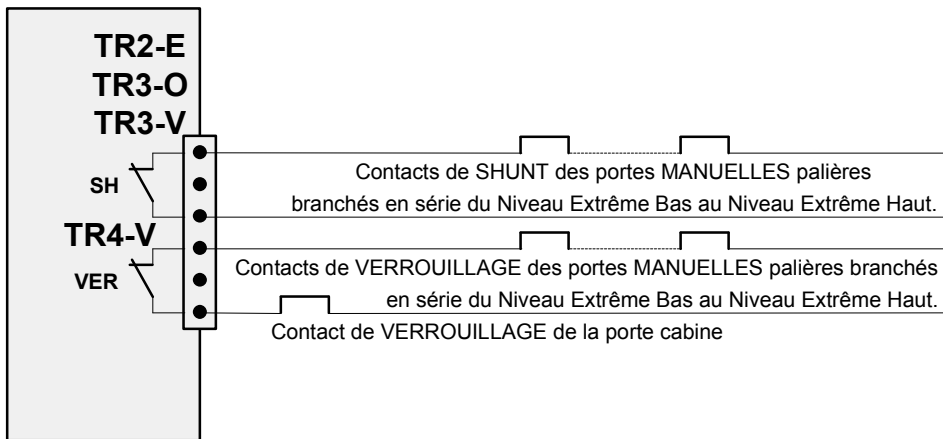 TR2-E
TR3-O
TR3-V
SH
Contacts de SHUNT des portes MANUELLES palières
branchés en série du Niveau Extrême Bas au Niveau Extrême Haut.
TR4-V
VER
Contacts de VERROUILLAGE des portes MANUELLES palières branchés
en série du Niveau Extrême Bas au Niveau Extrême Haut.
Contact de VERROUILLAGE de la porte cabine